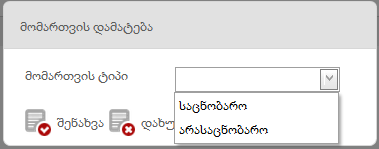 მომართვის დამატება
მომართვის ტიპი
საცნობარო
არასაცნობარო
შენახვა